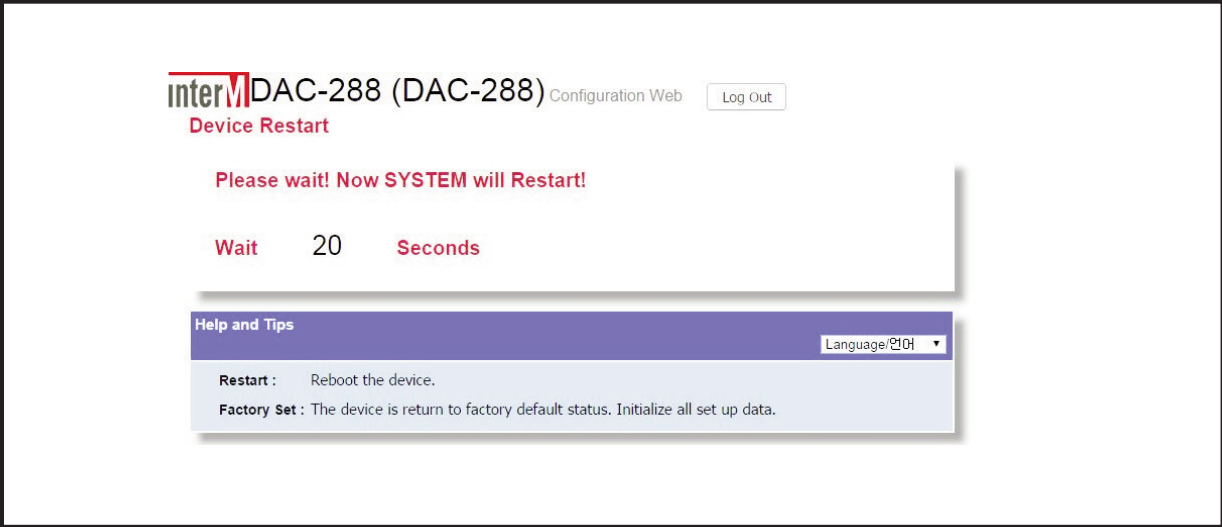 interM DAC-288 (DAC-288) Configuration Web Log Out
Device Restart
Please wait! Now SYSTEM will Restart!
Wait 20 Seconds
Help and Tips
Language/언어
Restart : Reboot the device.
Factory Set : The device is return to factory default status. Initialize all set up data.